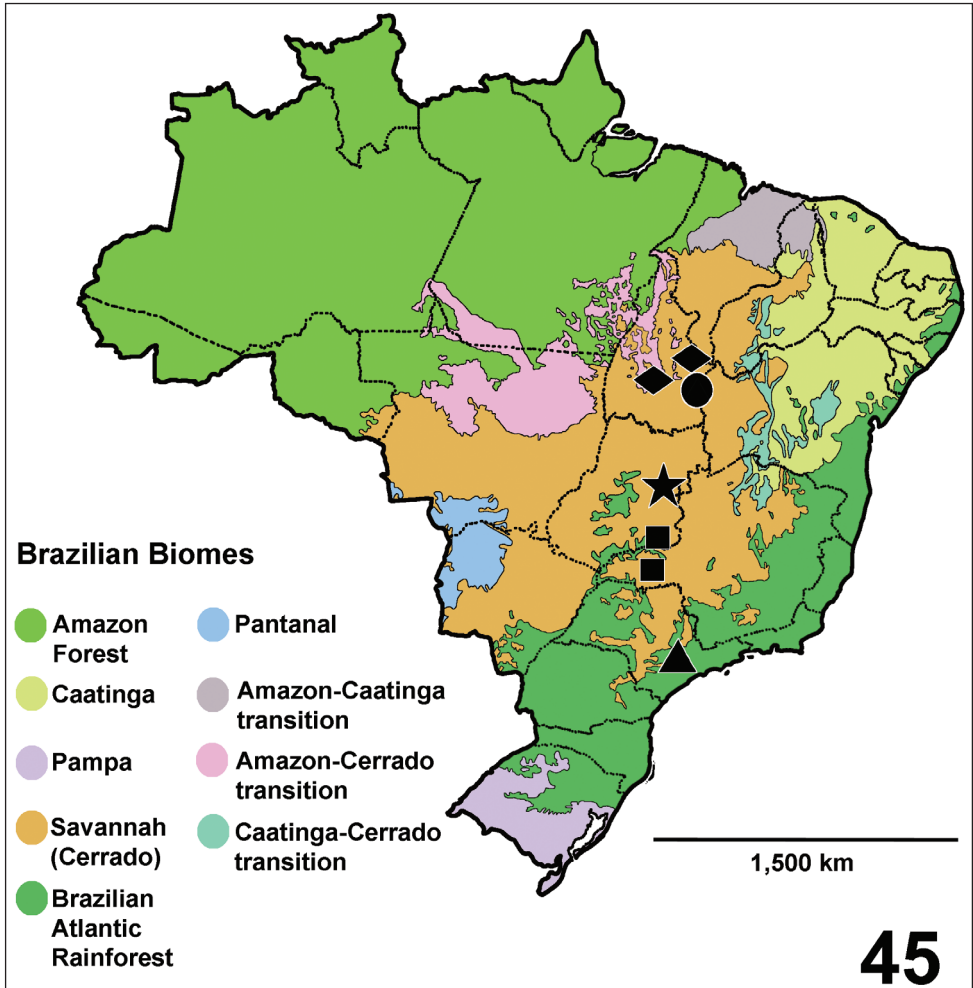 Brazilian Biomes
Amazon
Forest
Caatinga
Pampa
Savannah
(Cerrado)
Brazilian
Atlantic
Rainforest
Pantanal
Amazon-Caatinga
transition
Amazon-Cerrado
transition
Caatinga-Cerrado
transition
1,500 km
45